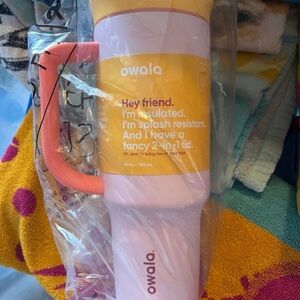 owala
Hey friend.
I'm insulated.
I'm splash resistant.
And I have a
fancy 2-in-1 lid.
owala.